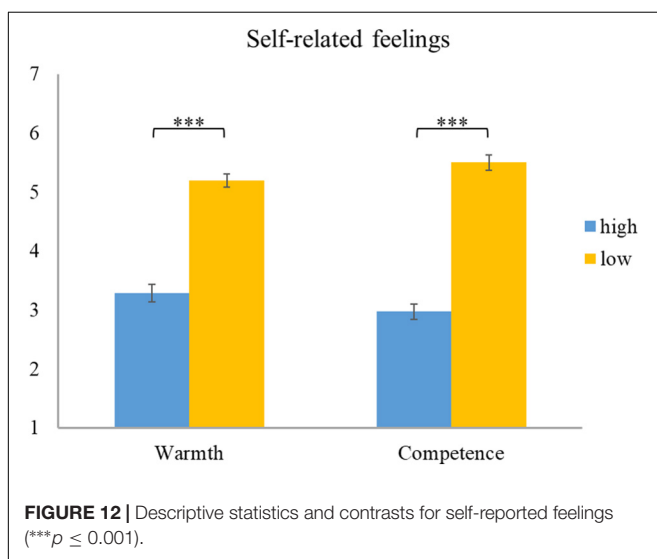 Self-related feelings
7
6
5
4
3
2
1
***
***
high
low
Warmth
Competence
FIGURE 12 | Descriptive statistics and contrasts for self-reported feelings
(***p ≤ 0.001).